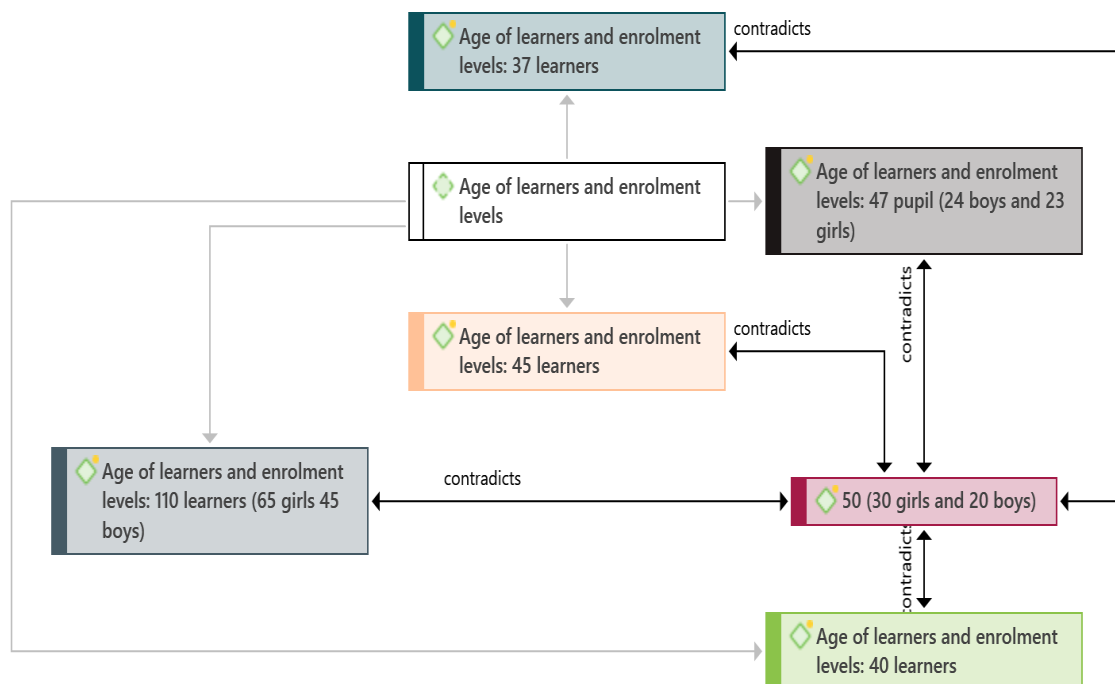 contradicts
Age of learners and enrolment
levels: 37 learners
Age of learners and enrolment
levels
Age of learners and enrolment
levels: 47 pupil (24 boys and 23
girls)
contradicts
Age of learners and enrolment
levels: 45 learners
contradicts
Age of learners and enrolment
levels: 110 learners (65 girls 45
boys)
contradicts
50 (30 girls and 20 boys)
contradicts
Age of learners and enrolment
levels: 40 learners